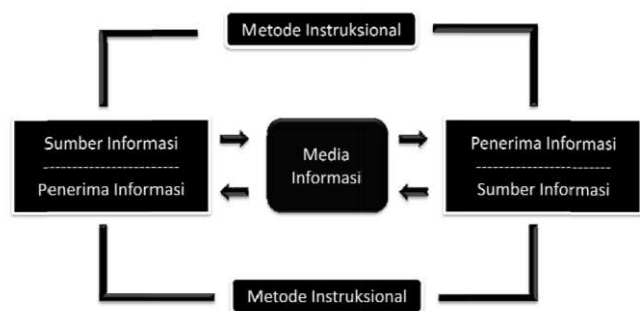 Metode Instruksional
Sumber Informasi
Penerima Informasi
Media
Informasi
Penerima Informasi
Sumber Informasi
Metode Instruksional